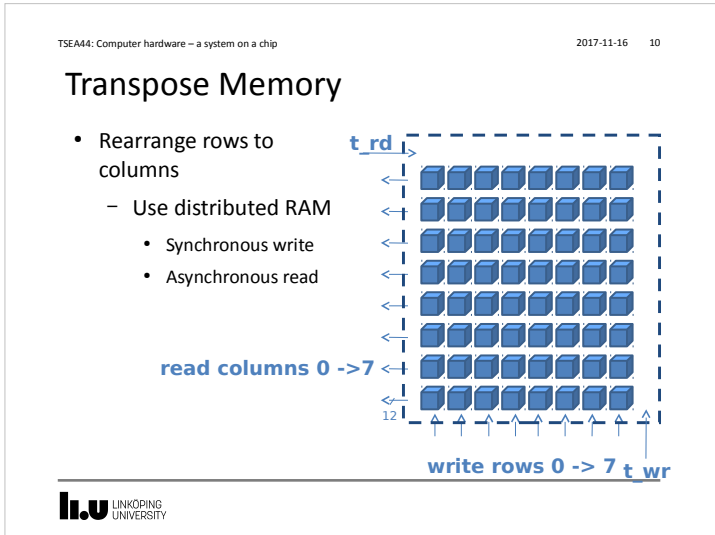 TSEA44: Computer hardware – a system on a chip
2017-11-16 10
Transpose Memory
• Rearrange rows to
columns
– Use distributed RAM
• Synchronous write
• Asynchronous read
t_rd
read columns 0 ->7
12
write rows 0 -> 7
t_wr
LINKÖPING
UNIVERSITY